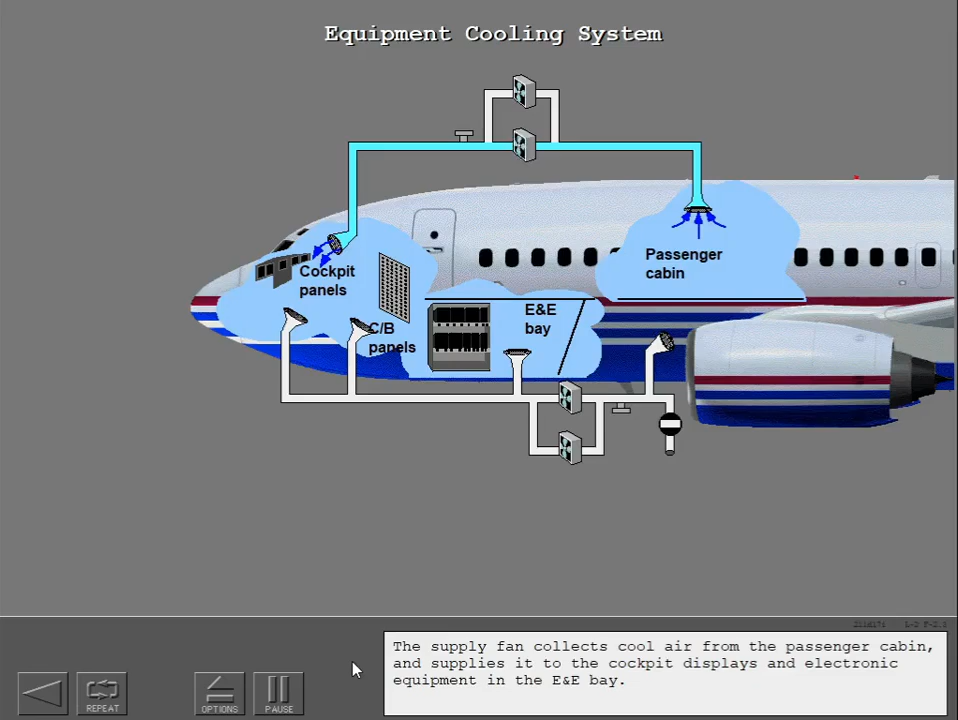 Equipment Cooling System
Passenger
cabin
Cockpit
panels
E&E
bay
C/B
panels
The supply fan collects cool air from the passenger cabin,
and supplies it to the cockpit displays and electronic
equipment in the E&E bay.
REPEAT
OPTIONS
PAUSE